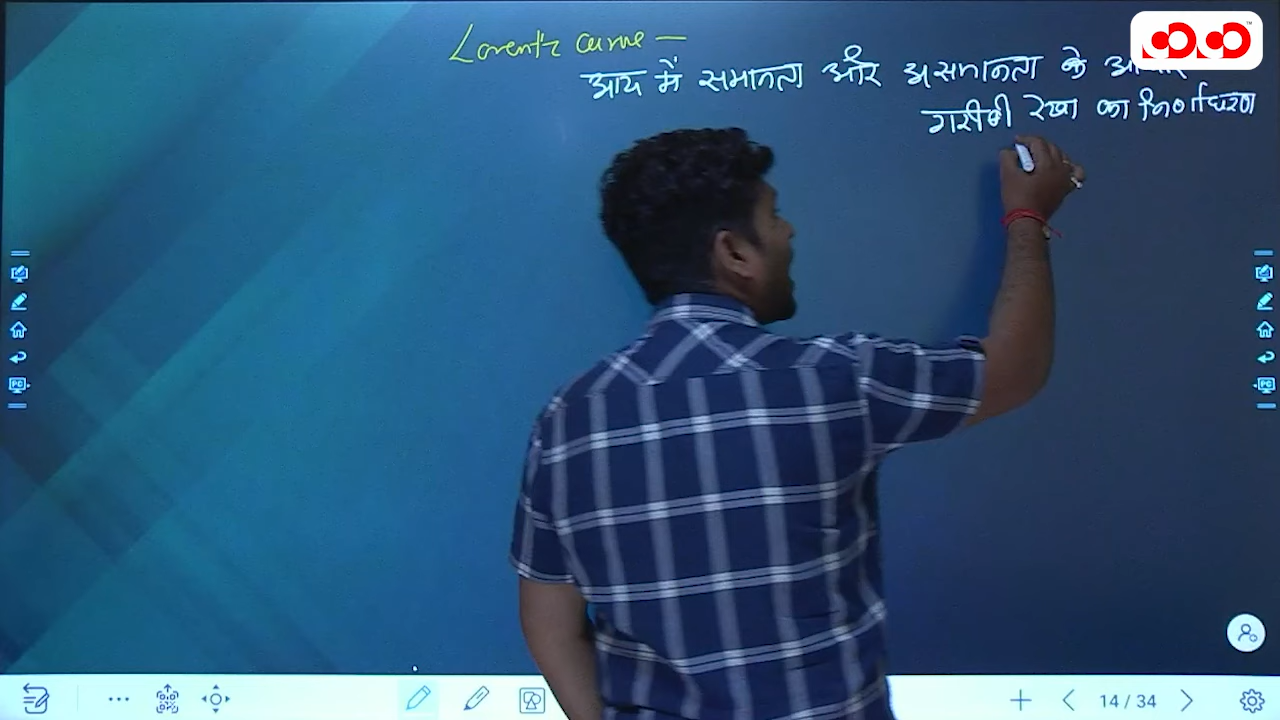 Lorentz curve —
आय में समानता और असमानता के
गरीबी रेखा का निर्धारण
14 / 34